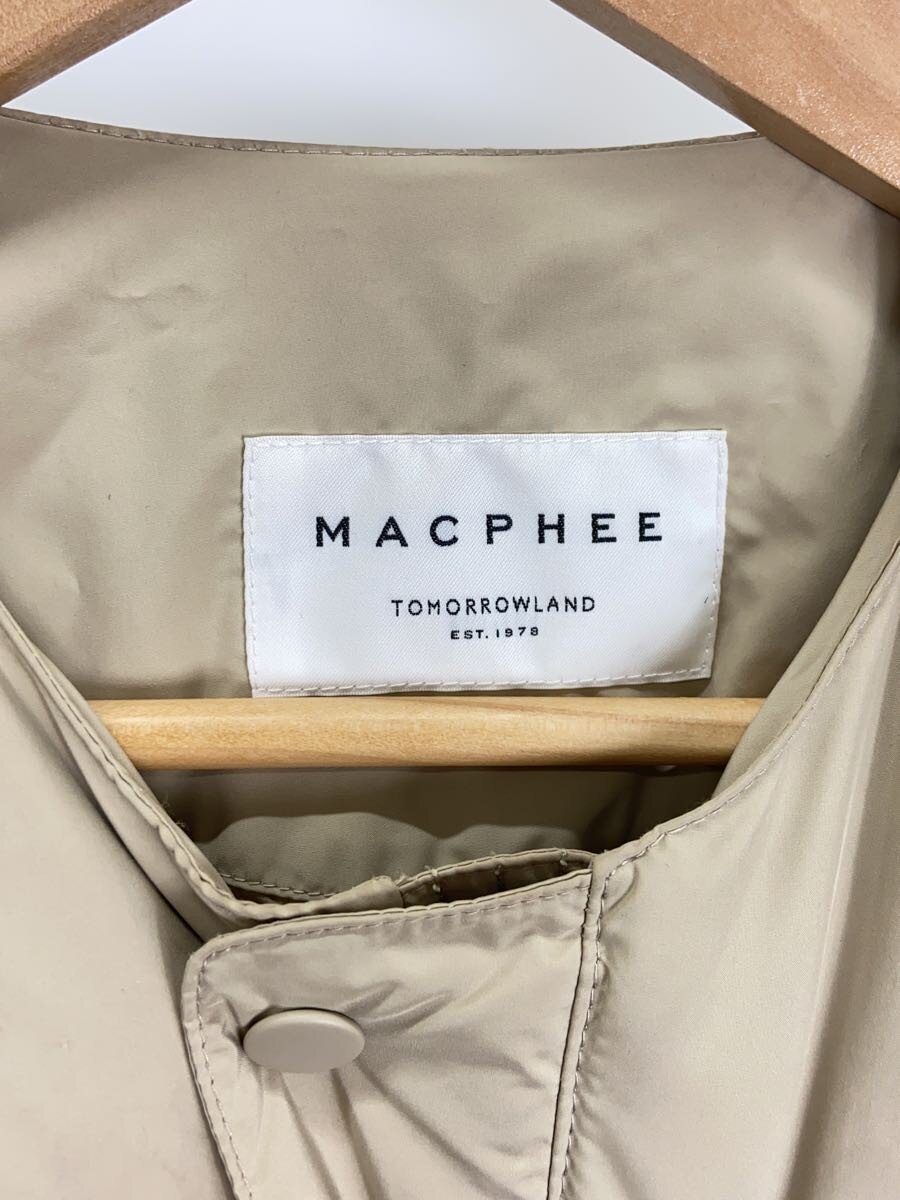 MACPHEE
TOMORROWLAND
EST. 1978